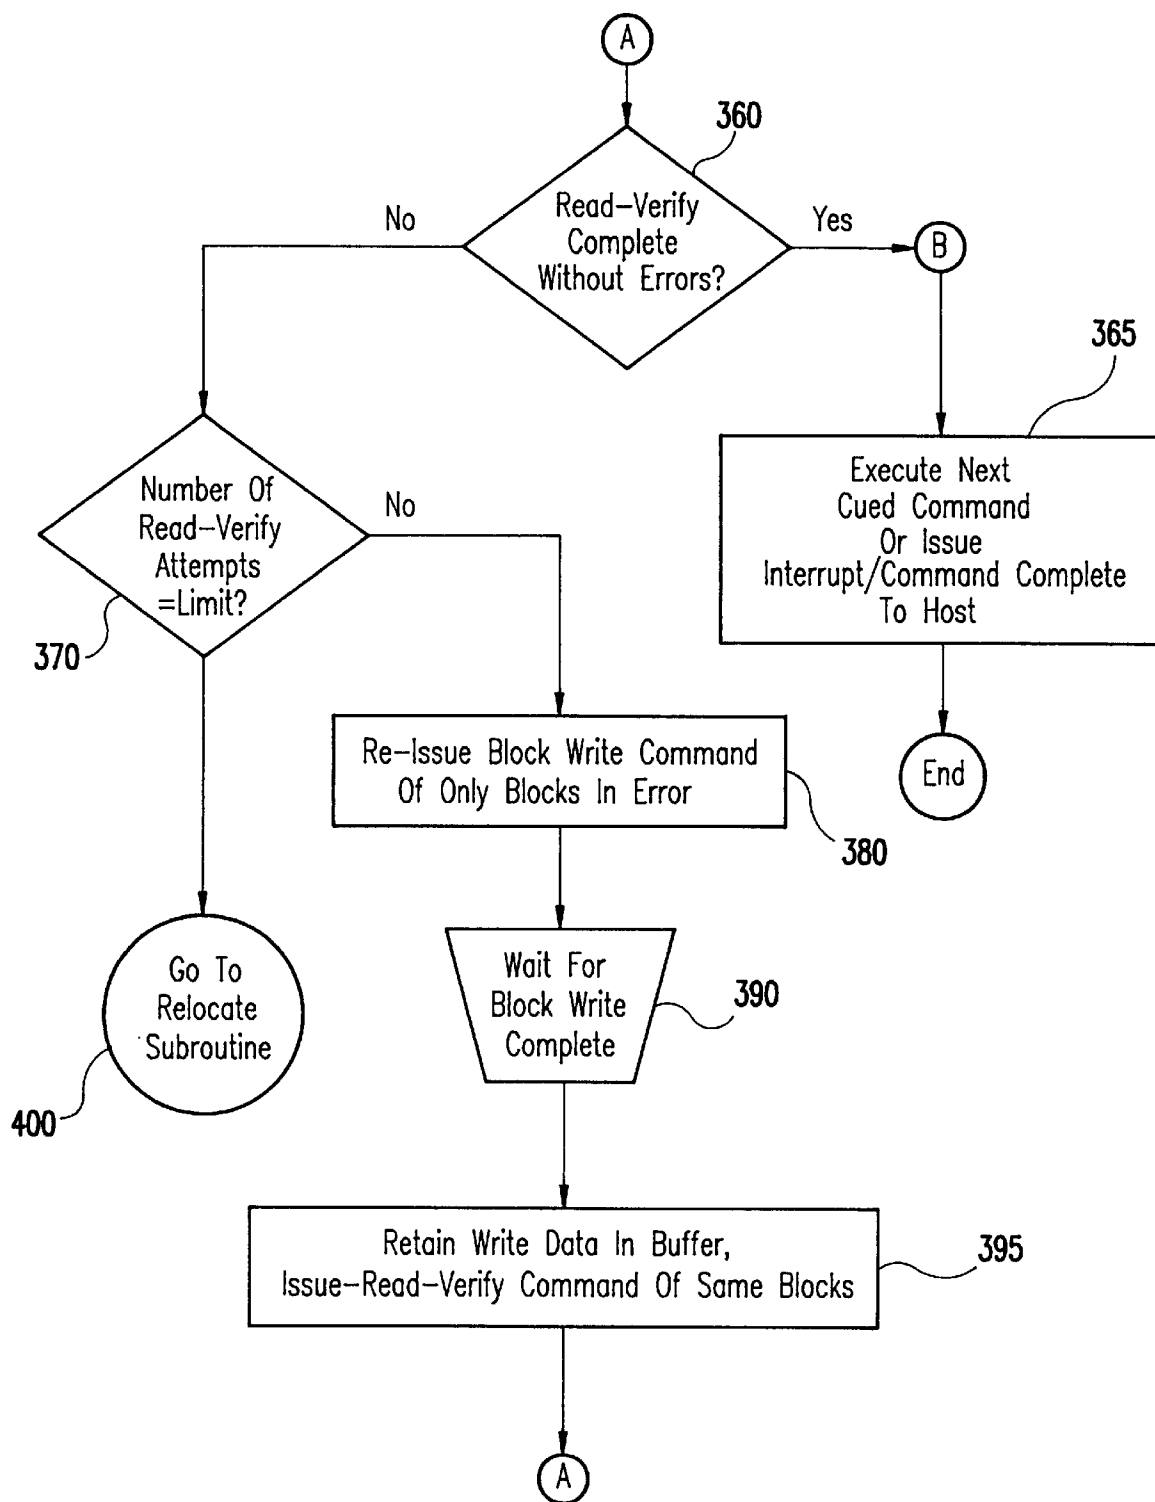 A
360
Read-Verify
Complete
Without Errors?
No
Yes
B
365
Execute Next
Cued Command
Or Issue
Interrupt/Command Complete
To Host
Number Of
Read-Verify
Attempts
=Limit?
No
370
Re-Issue Block Write Command
Of Only Blocks In Error
380
End
Go To
Relocate
Subroutine
400
Wait For
Block Write
Complete
390
Retain Write Data In Buffer,
Issue-Read-Verify Command Of Same Blocks
395
A